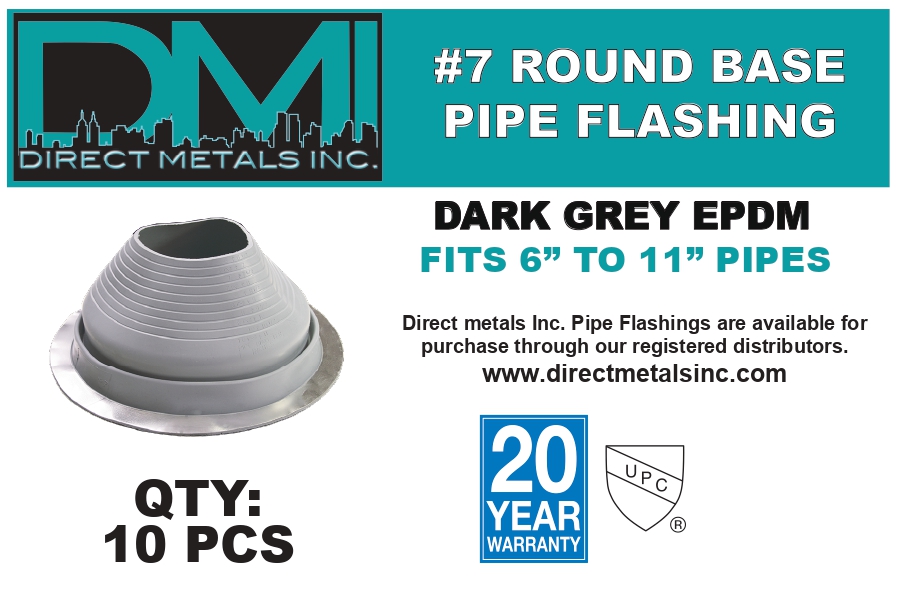 DMI
DIRECT METALS INC.
#7 ROUND BASE
PIPE FLASHING
DARK GREY EPDM
FITS 6” TO 11” PIPES
Direct metals Inc. Pipe Flashings are available for
purchase through our registered distributors.
www.directmetalsinc.com
QTY:
10 PCS
20
YEAR
WARRANTY
UPC
®